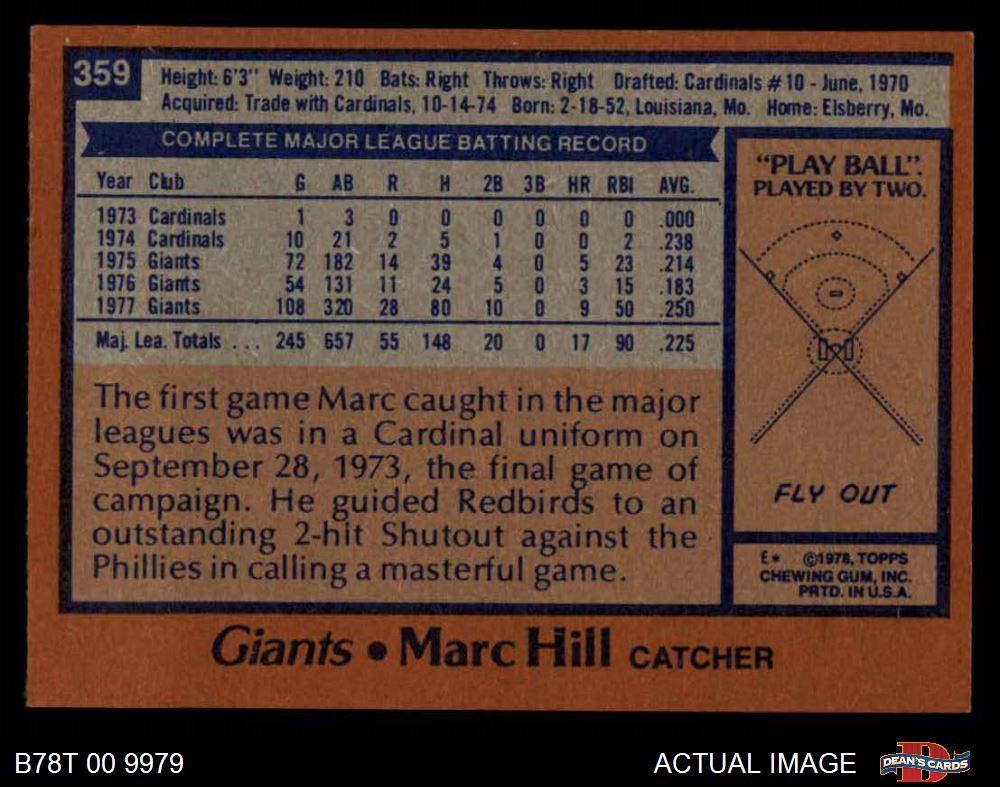 359
Height: 6'3" Weight: 210 Bats: Right Throws: Right Drafted: Cardinals #10 - June, 1970
Acquired: Trade with Cardinals, 10-14-74 Born: 2-18-52, Louisiana, Mo. Home: Elsberry, Mo.
COMPLETE MAJOR LEAGUE BATTING RECORD
Year Club G AB R H 2B 3B HR RBI AVG.
1973 Cardinals 1 3 0 0 0 0 0 0 .000
1974 Cardinals 10 21 2 5 1 0 0 2 .238
1975 Giants 72 182 14 39 4 0 5 23 .214
1976 Giants 54 131 11 24 5 0 3 15 .183
1977 Giants 108 320 28 80 10 0 9 50 .250
Maj. Lea. Totals ... 245 657 55 148 20 0 17 90 .225
The first game Marc caught in the major
leagues was in a Cardinal uniform on
September 28, 1973, the final game of
campaign. He guided Redbirds to an
outstanding 2-hit Shutout against the
Phillies in calling a masterful game.
"PLAY BALL".
PLAYED BY TWO.
FLY OUT
E* ©1978, TOPPS
CHEWING GUM, INC.
PRTD. IN U.S.A.
Giants • Marc Hill CATCHER
B78T 00 9979
ACTUAL IMAGE
DEAN'S CARDS